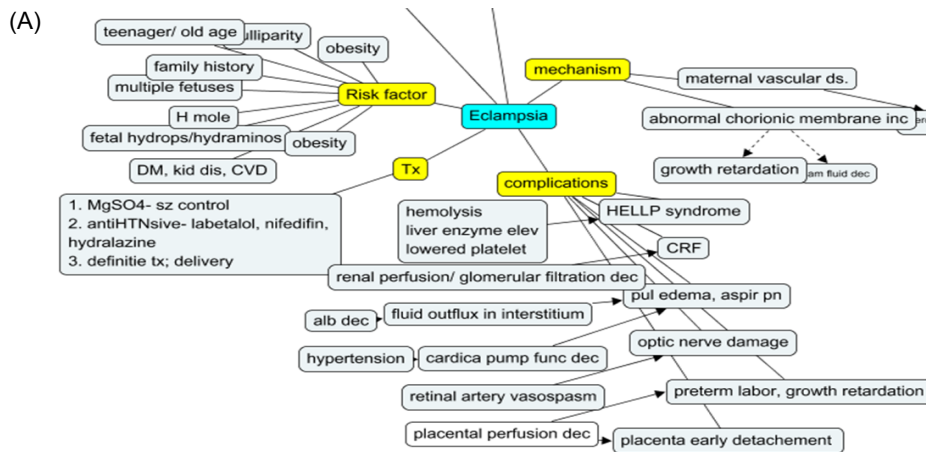 (A)
teenager/ old age
ulliparity
obesity
family history
multiple fetuses
Risk factor
H mole
fetal hydrops/hydraminos
obesity
DM, kid dis, CVD
Eclampsia
mechanism
maternal vascular ds.
abnormal chorionic membrane inc
growth retardation
am fluid dec
Tx
1. MgSO4- sz control
2. antiHTNsive- labetalol, nifedifin,
hydralazine
3. definitie tx; delivery
complications
hemolysis
liver enzyme elev
lowered platelet
HELLP syndrome
CRF
renal perfusion/ glomerular filtration dec
pul edema, aspir pn
alb dec
fluid outflux in interstitium
optic nerve damage
hypertension
cardica pump func dec
retinal artery vasospasm
preterm labor, growth retardation
placental perfusion dec
placenta early detachement